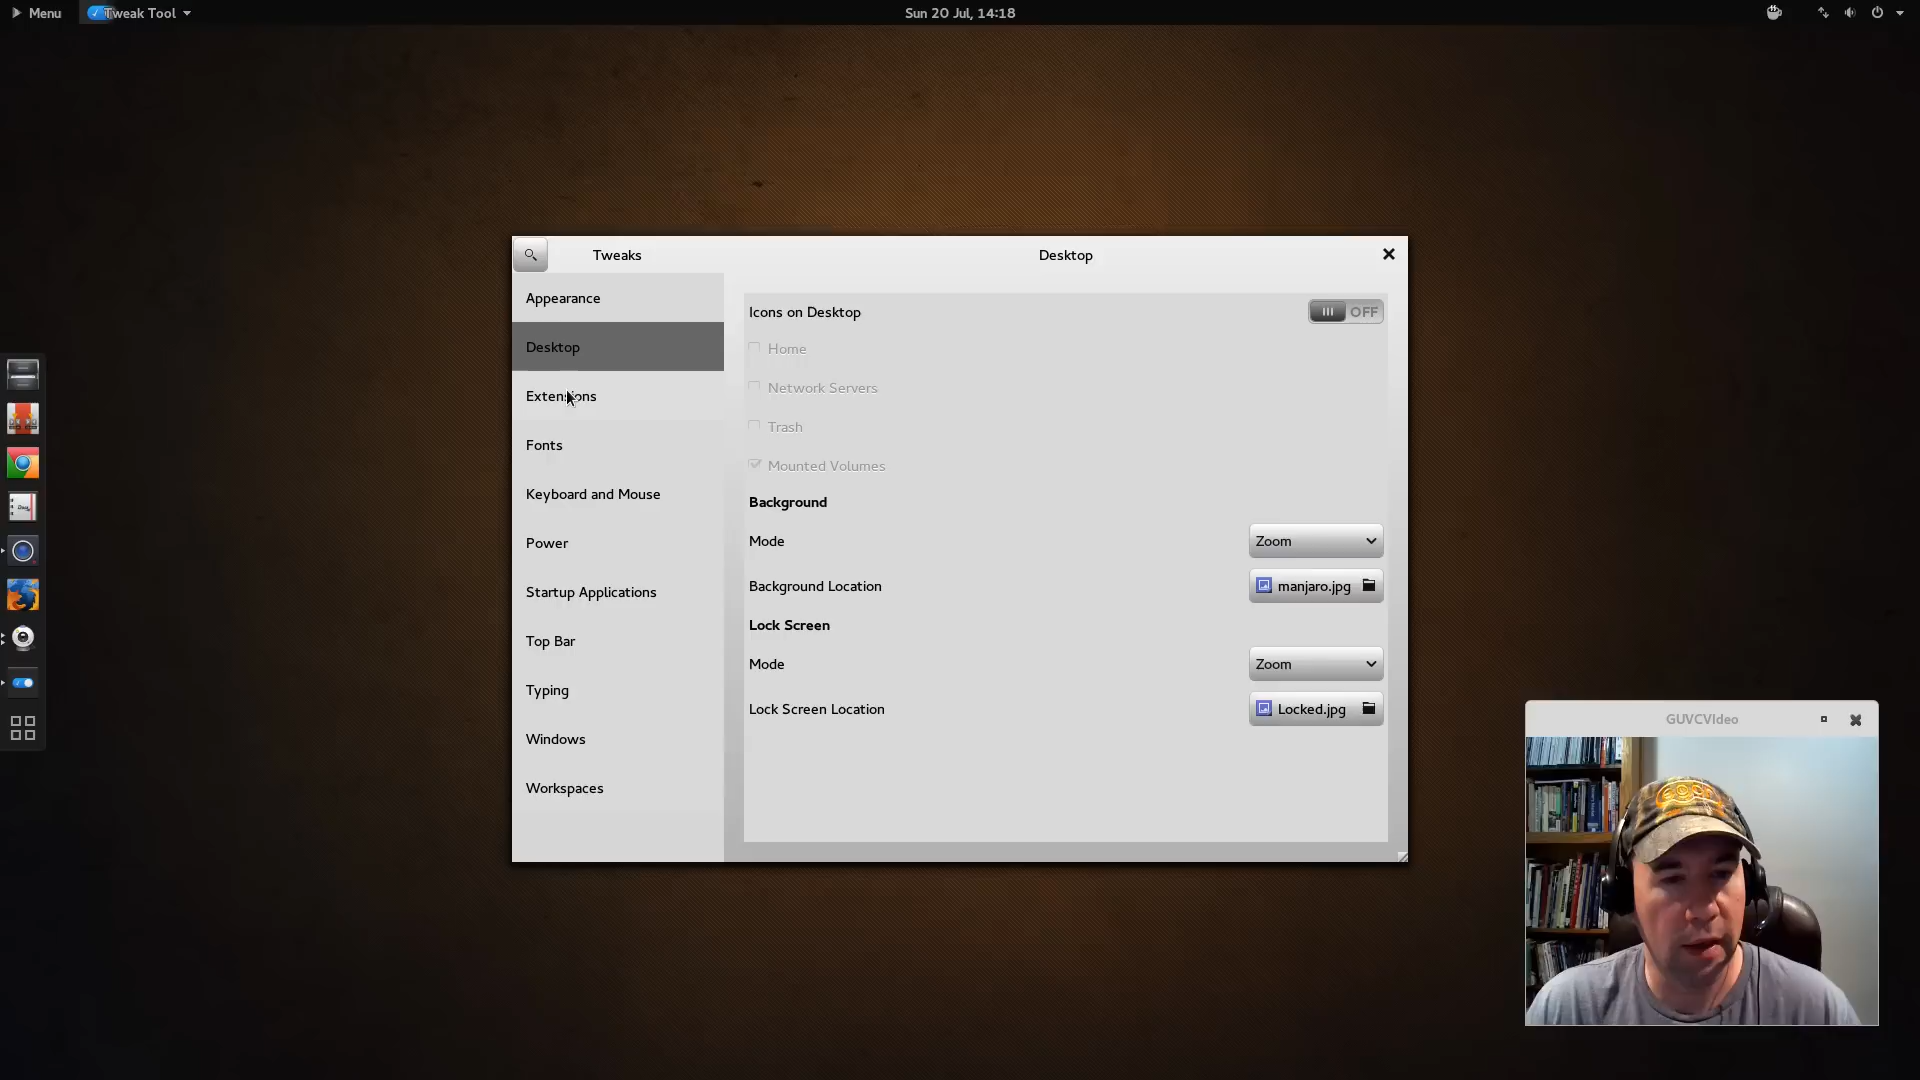 Menu
Tweak Tool
Sun 20 Jul, 14:18
Tweaks
Desktop
Appearance
Desktop
Extensions
Fonts
Keyboard and Mouse
Power
Startup Applications
Top Bar
Typing
Windows
Workspaces
Icons on Desktop
OFF
Home
Network Servers
Trash
Mounted Volumes
Background
Mode
Zoom
Background Location
manjaro.jpg
Lock Screen
Mode
Zoom
Lock Screen Location
Locked.jpg
GUVCVIdeo